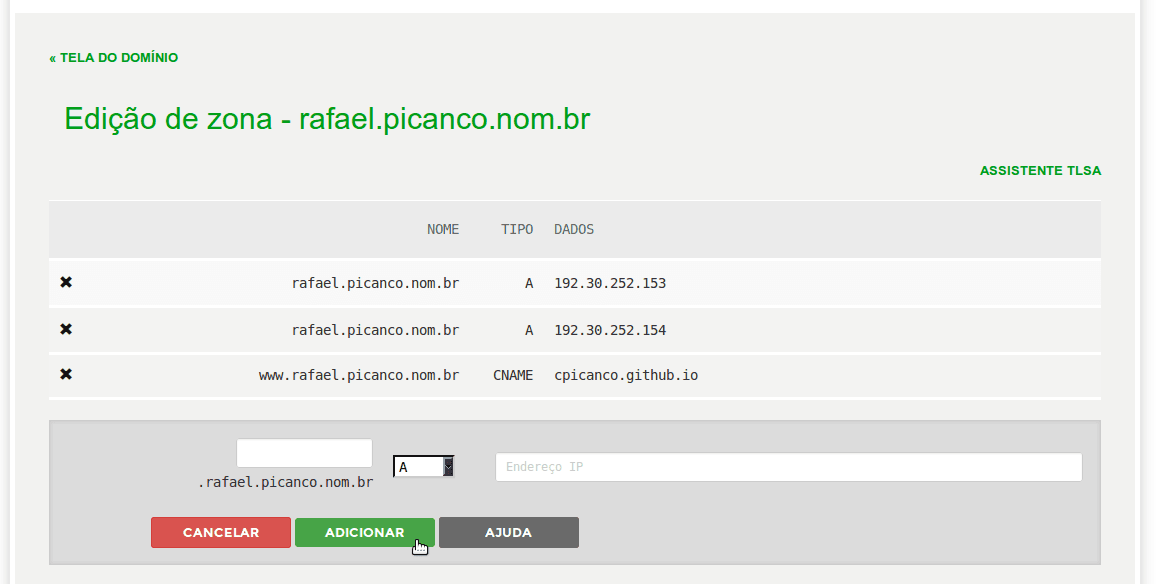 « TELA DO DOMÍNIO
Edição de zona - rafael.picanco.nom.br
ASSISTENTE TLSA
NOME TIPO DADOS
✖ rafael.picanco.nom.br A 192.30.252.153
✖ rafael.picanco.nom.br A 192.30.252.154
✖ www.rafael.picanco.nom.br CNAME cpicanco.github.io
A Endereço IP
.rafael.picanco.nom.br
CANCELAR ADICIONAR AJUDA